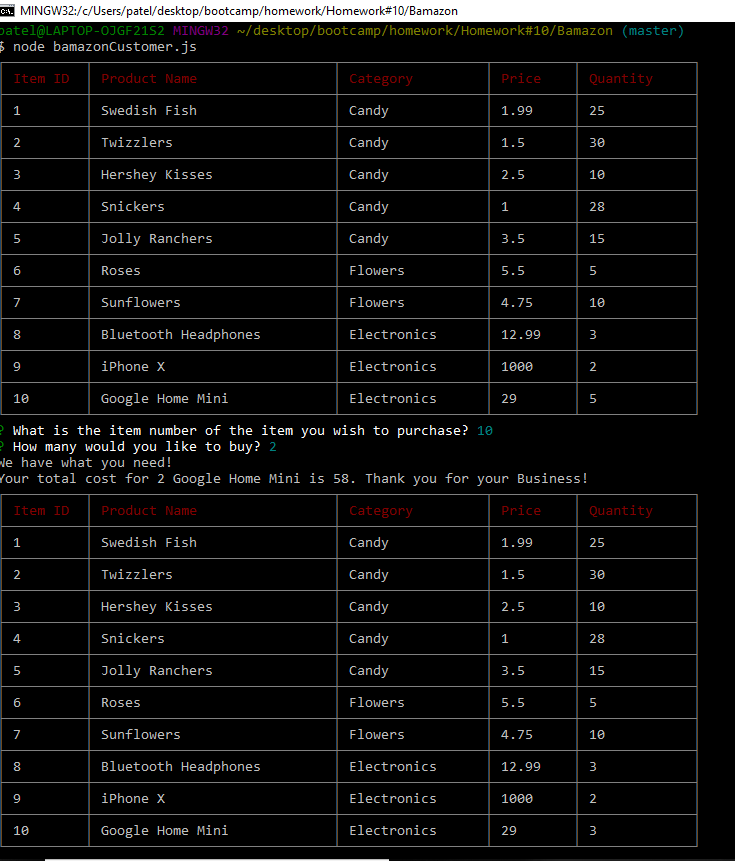 MINGW32:/c/Users/patel/desktop/bootcamp/homework/Homework#10/Bamazon
patel@LAPTOP-OJGF21S2 MINGW32 ~/desktop/bootcamp/homework/Homework#10/Bamazon (master)
$ node bamazonCustomer.js
Item ID Product Name Category Price Quantity
1 Swedish Fish Candy 1.99 25
2 Twizzlers Candy 1.5 30
3 Hershey Kisses Candy 2.5 10
4 Snickers Candy 1 28
5 Jolly Ranchers Candy 3.5 15
6 Roses Flowers 5.5 5
7 Sunflowers Flowers 4.75 10
8 Bluetooth Headphones Electronics 12.99 3
9 iPhone X Electronics 1000 2
10 Google Home Mini Electronics 29 5
? What is the item number of the item you wish to purchase? 10
? How many would you like to buy? 2
We have what you need!
Your total cost for 2 Google Home Mini is 58. Thank you for your Business!
Item ID Product Name Category Price Quantity
1 Swedish Fish Candy 1.99 25
2 Twizzlers Candy 1.5 30
3 Hershey Kisses Candy 2.5 10
4 Snickers Candy 1 28
5 Jolly Ranchers Candy 3.5 15
6 Roses Flowers 5.5 5
7 Sunflowers Flowers 4.75 10
8 Bluetooth Headphones Electronics 12.99 3
9 iPhone X Electronics 1000 2
10 Google Home Mini Electronics 29 3